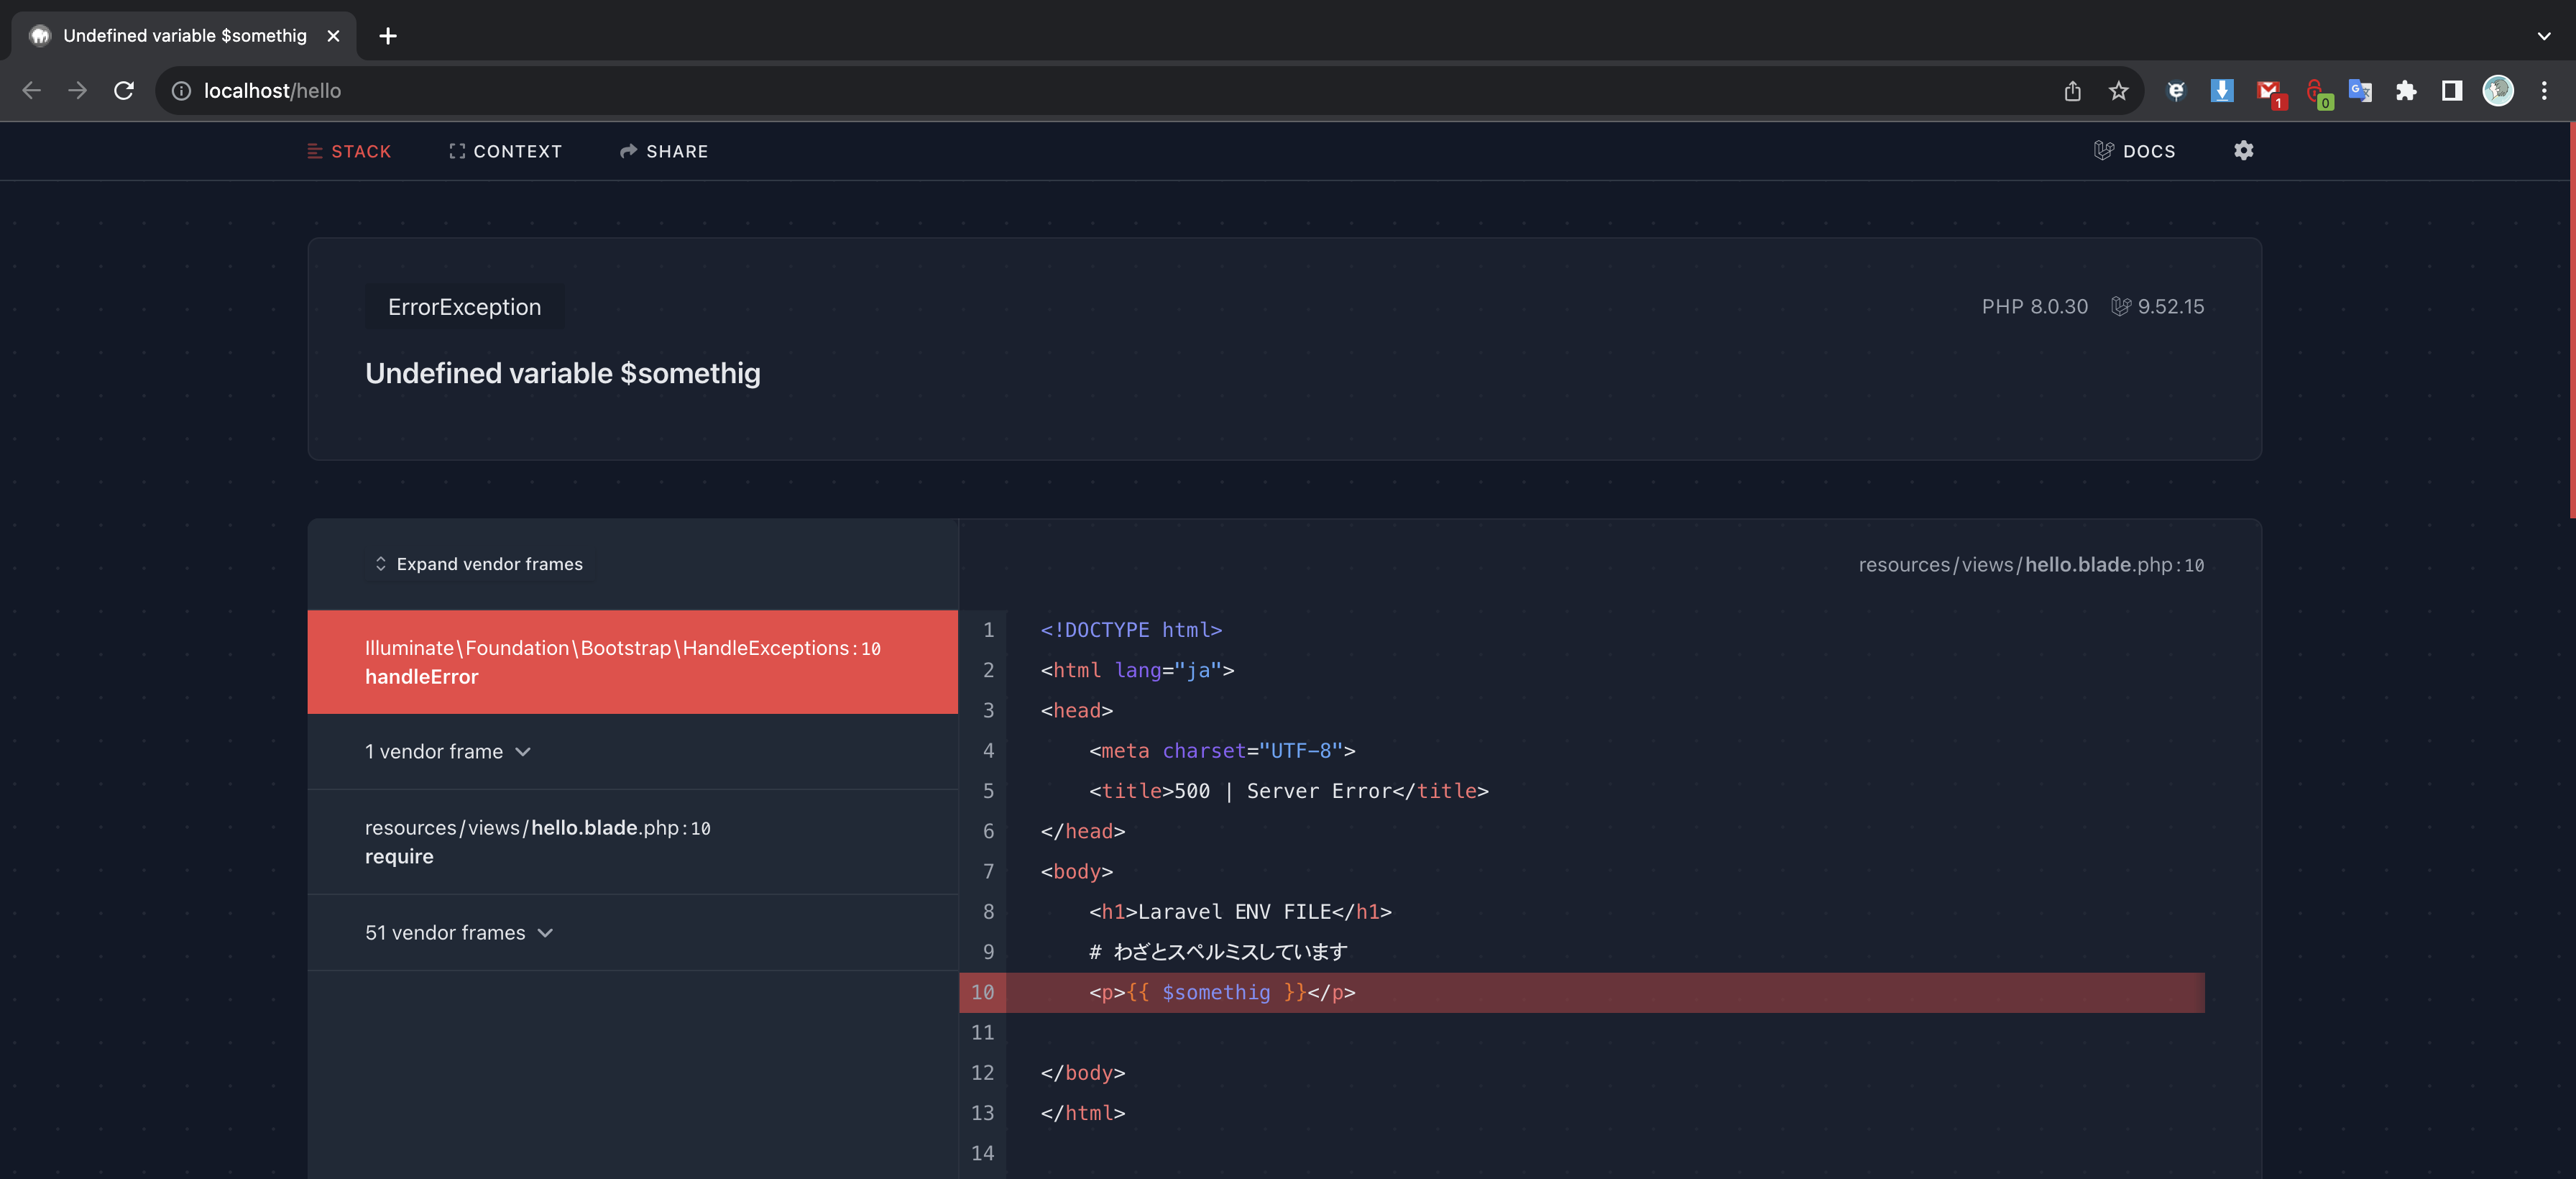 Undefined variable $somethig
localhost/hello
1
0
STACK
CONTEXT
SHARE
DOCS
ErrorException
PHP 8.0.30
9.52.15
Undefined variable $somethig
Expand vendor frames
Illuminate\Foundation\Bootstrap\HandleExceptions:10
handleError
1 vendor frame
resources/views/hello.blade.php:10
require
51 vendor frames
resources/views/hello.blade.php:10
1 <!DOCTYPE html>
2 <html lang="ja">
3 <head>
4 <meta charset="UTF-8">
5 <title>500 | Server Error</title>
6 </head>
7 <body>
8 <h1>Laravel ENV FILE</h1>
9 # わざとスペルミスしています
10 <p>{{ $somethig }}</p>
11
12 </body>
13 </html>
14